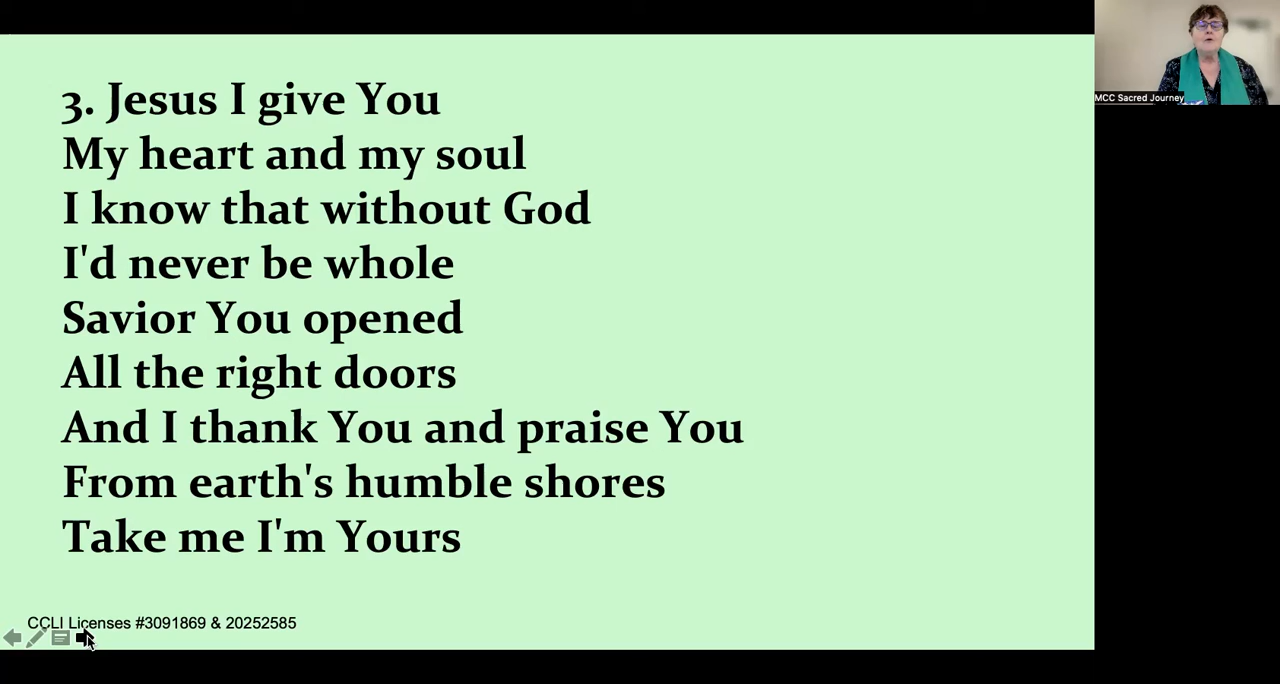 3. Jesus I give You
My heart and my soul
I know that without God
I'd never be whole
Savior You opened
All the right doors
And I thank You and praise You
From earth's humble shores
Take me I'm Yours
CCLI Licenses #3091869 & 20252585
MCC Sacred Journey